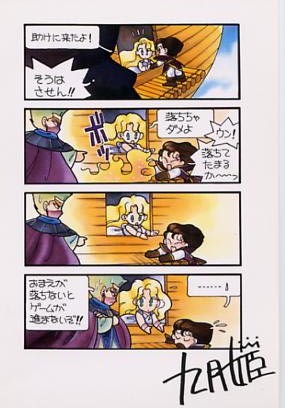 助けに来たよ!
そうは
させん!!
ボッ
落ちちゃ
ダメよ
ウン!
落ちて
たまる
か〜〜っ
………!
おまえが
落ちないと
ゲームが
進まないぞ!!
九月姫